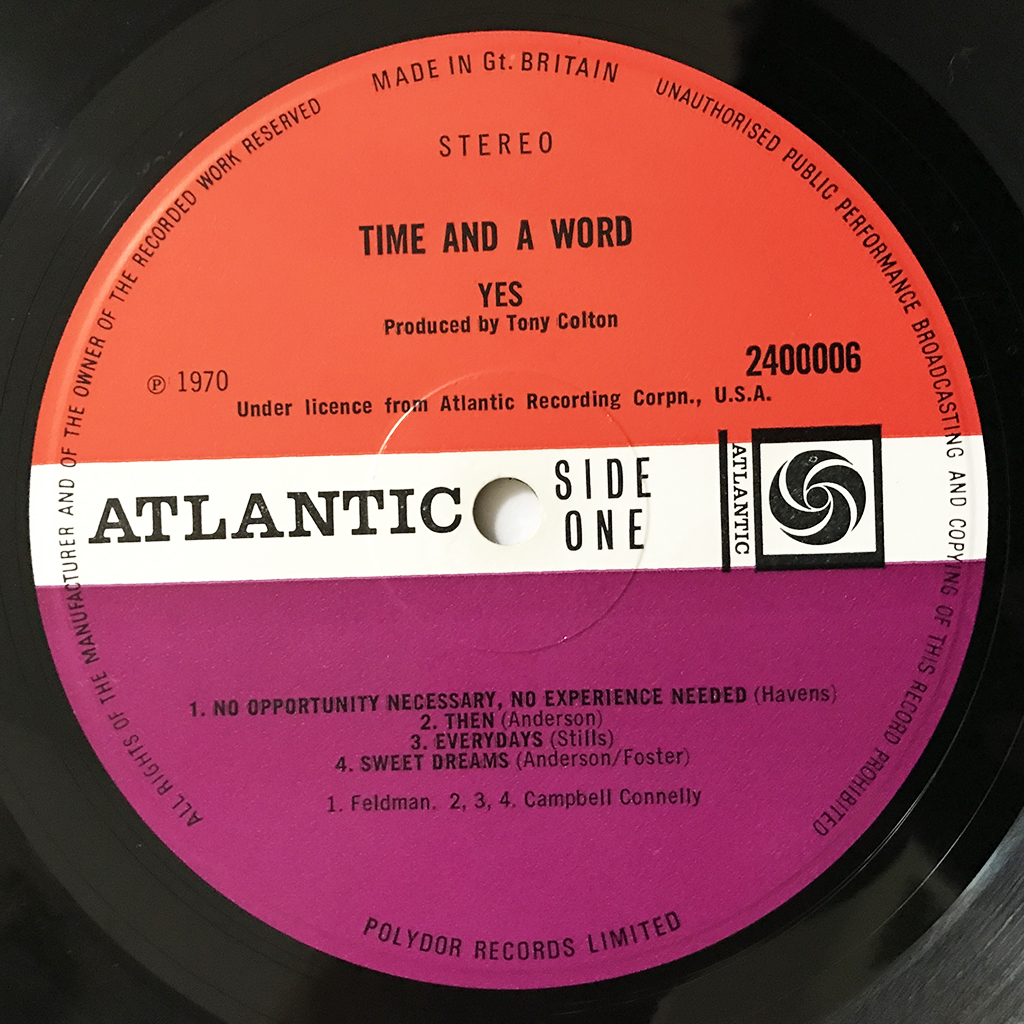 MADE IN Gt. BRITAIN
UNAUTHORISED PUBLIC PERFORMANCE BROADCASTING AND COPYING OF THIS RECORD PROHIBITED
ALL RIGHTS OF THE MANUFACTURER AND OF THE OWNER OF THE RECORDED WORK RESERVED
STEREO
TIME AND A WORD
YES
Produced by Tony Colton
2400006
℗ 1970
Under licence from Atlantic Recording Corpn., U.S.A.
ATLANTIC
SIDE
ONE
ATLANTIC
1. NO OPPORTUNITY NECESSARY, NO EXPERIENCE NEEDED (Havens)
2. THEN (Anderson)
3. EVERYDAYS (Stills)
4. SWEET DREAMS (Anderson/Foster)
1. Feldman. 2, 3, 4. Campbell Connelly
POLYDOR RECORDS LIMITED